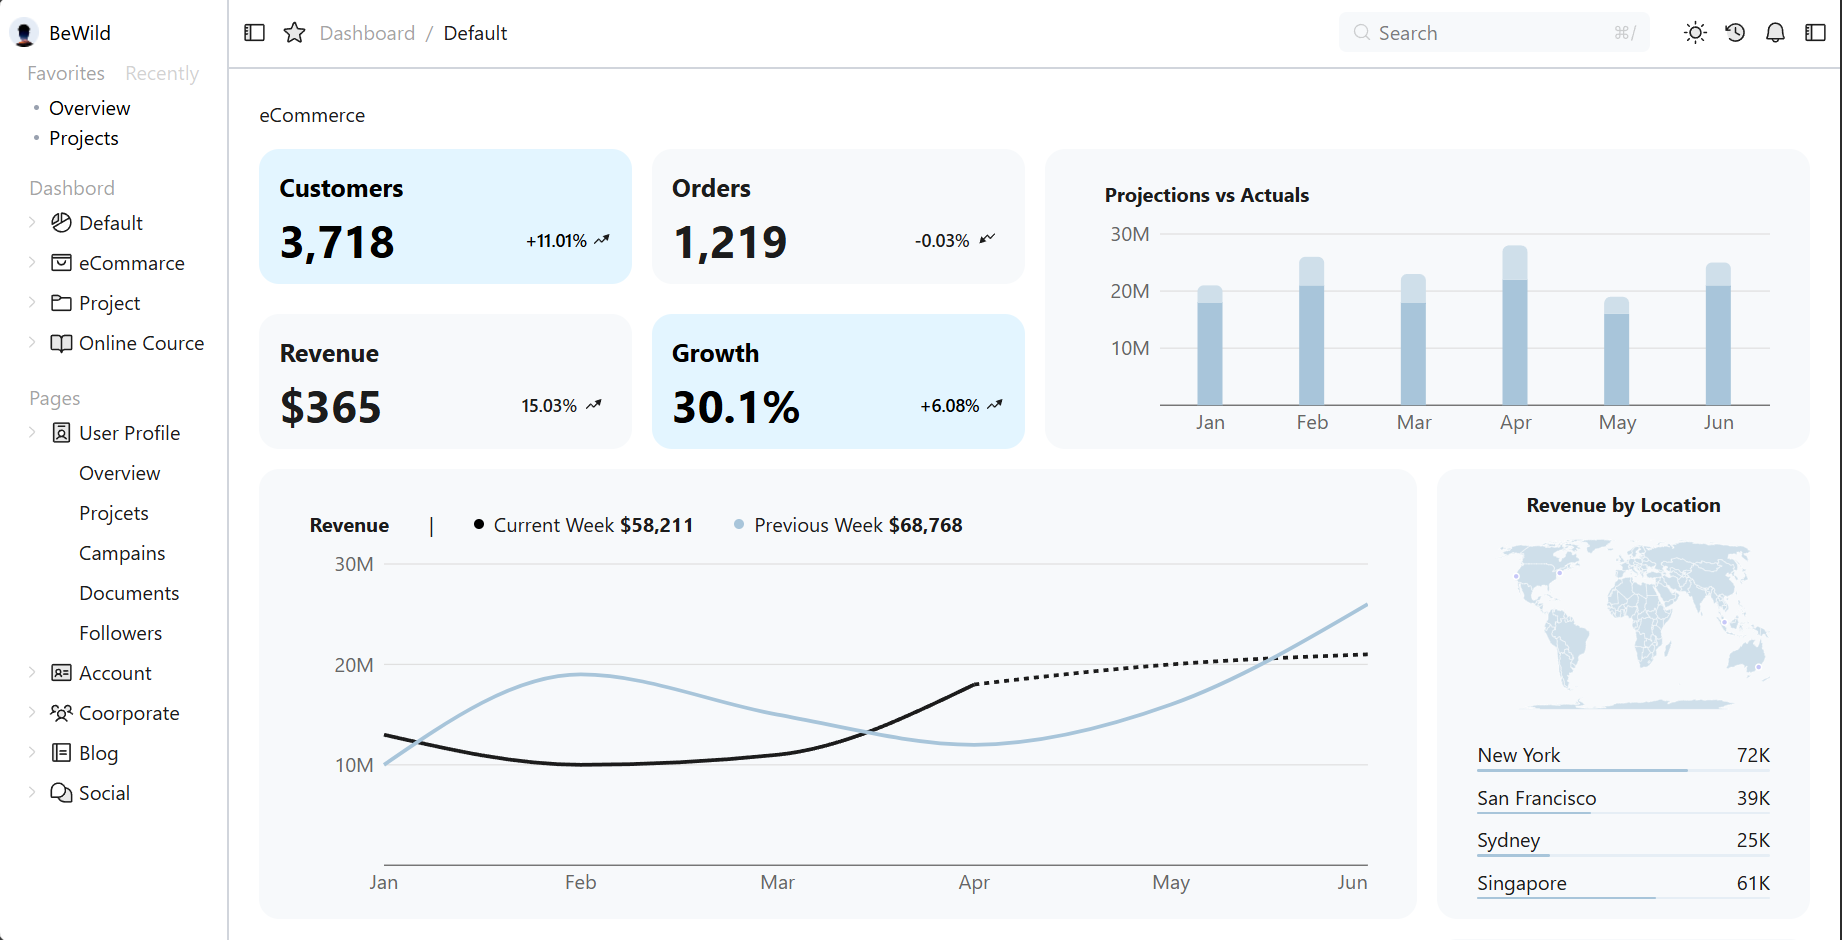 BeWild
Favorites Recently
Overview
Projects
Dashbord
Default
eCommarce
Project
Online Cource
Pages
User Profile
Overview
Projcets
Campains
Documents
Followers
Account
Coorporate
Blog
Social
Dashboard / Default
Search ⌘/
eCommerce
Customers
3,718 +11.01%
Orders
1,219 -0.03%
Revenue
$365 15.03%
Growth
30.1% +6.08%
Projections vs Actuals
30M
20M
10M
Jan Feb Mar Apr May Jun
Revenue | Current Week $58,211 Previous Week $68,768
30M
20M
10M
Jan Feb Mar Apr May Jun
Revenue by Location
New York 72K
San Francisco 39K
Sydney 25K
Singapore 61K